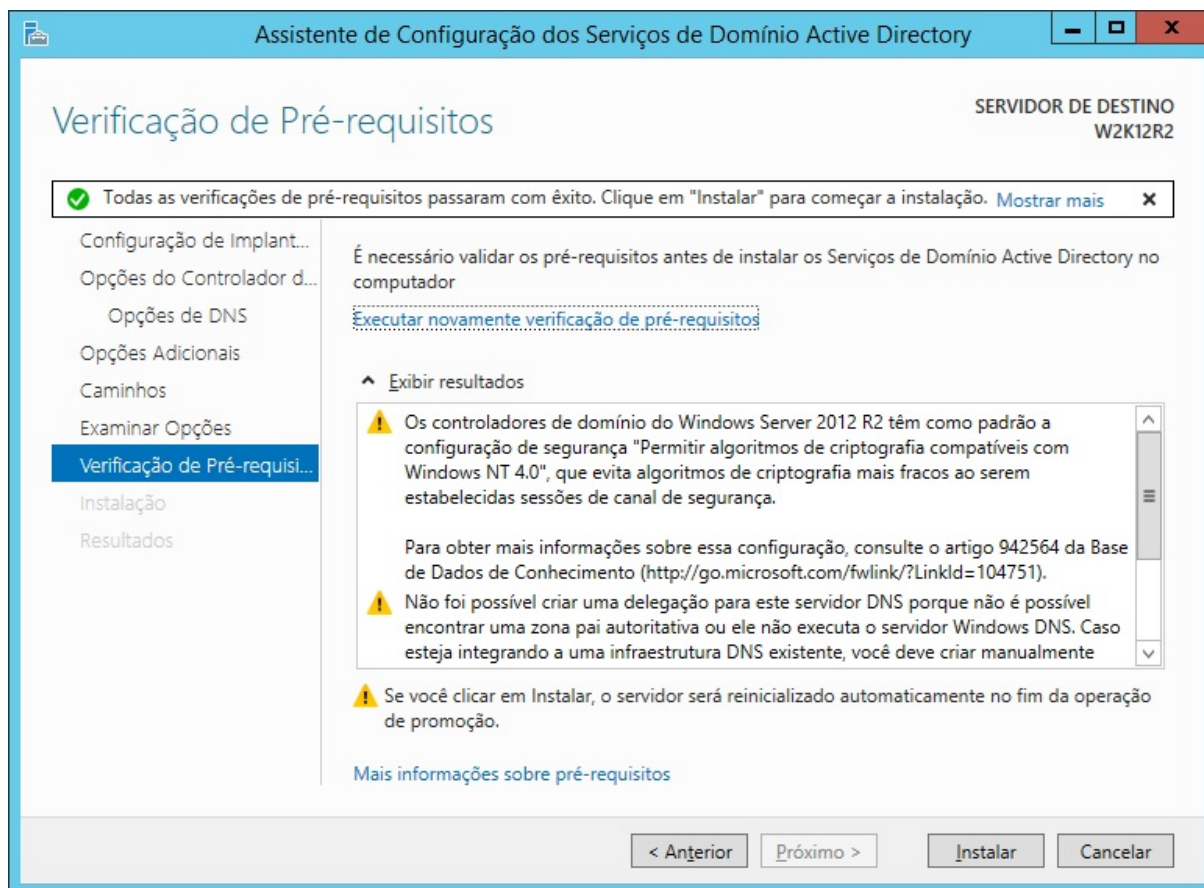 Assistente de Configuração dos Serviços de Domínio Active Directory
Verificação de Pré-requisitos
SERVIDOR DE DESTINO
W2K12R2
Todas as verificações de pré-requisitos passaram com êxito. Clique em "Instalar" para começar a instalação. Mostrar mais
Configuração de Implant...
Opções do Controlador d...
Opções de DNS
Opções Adicionais
Caminhos
Examinar Opções
Verificação de Pré-requisi...
Instalação
Resultados
É necessário validar os pré-requisitos antes de instalar os Serviços de Domínio Active Directory no
computador
Executar novamente verificação de pré-requisitos
Exibir resultados
Os controladores de domínio do Windows Server 2012 R2 têm como padrão a
configuração de segurança "Permitir algoritmos de criptografia compatíveis com
Windows NT 4.0", que evita algoritmos de criptografia mais fracos ao serem
estabelecidas sessões de canal de segurança.
Para obter mais informações sobre essa configuração, consulte o artigo 942564 da Base
de Dados de Conhecimento (http://go.microsoft.com/fwlink/?LinkId=104751).
Não foi possível criar uma delegação para este servidor DNS porque não é possível
encontrar uma zona pai autoritativa ou ele não executa o servidor Windows DNS. Caso
esteja integrando a uma infraestrutura DNS existente, você deve criar manualmente
Se você clicar em Instalar, o servidor será reinicializado automaticamente no fim da operação
de promoção.
Mais informações sobre pré-requisitos
< Anterior
Próximo >
Instalar
Cancelar